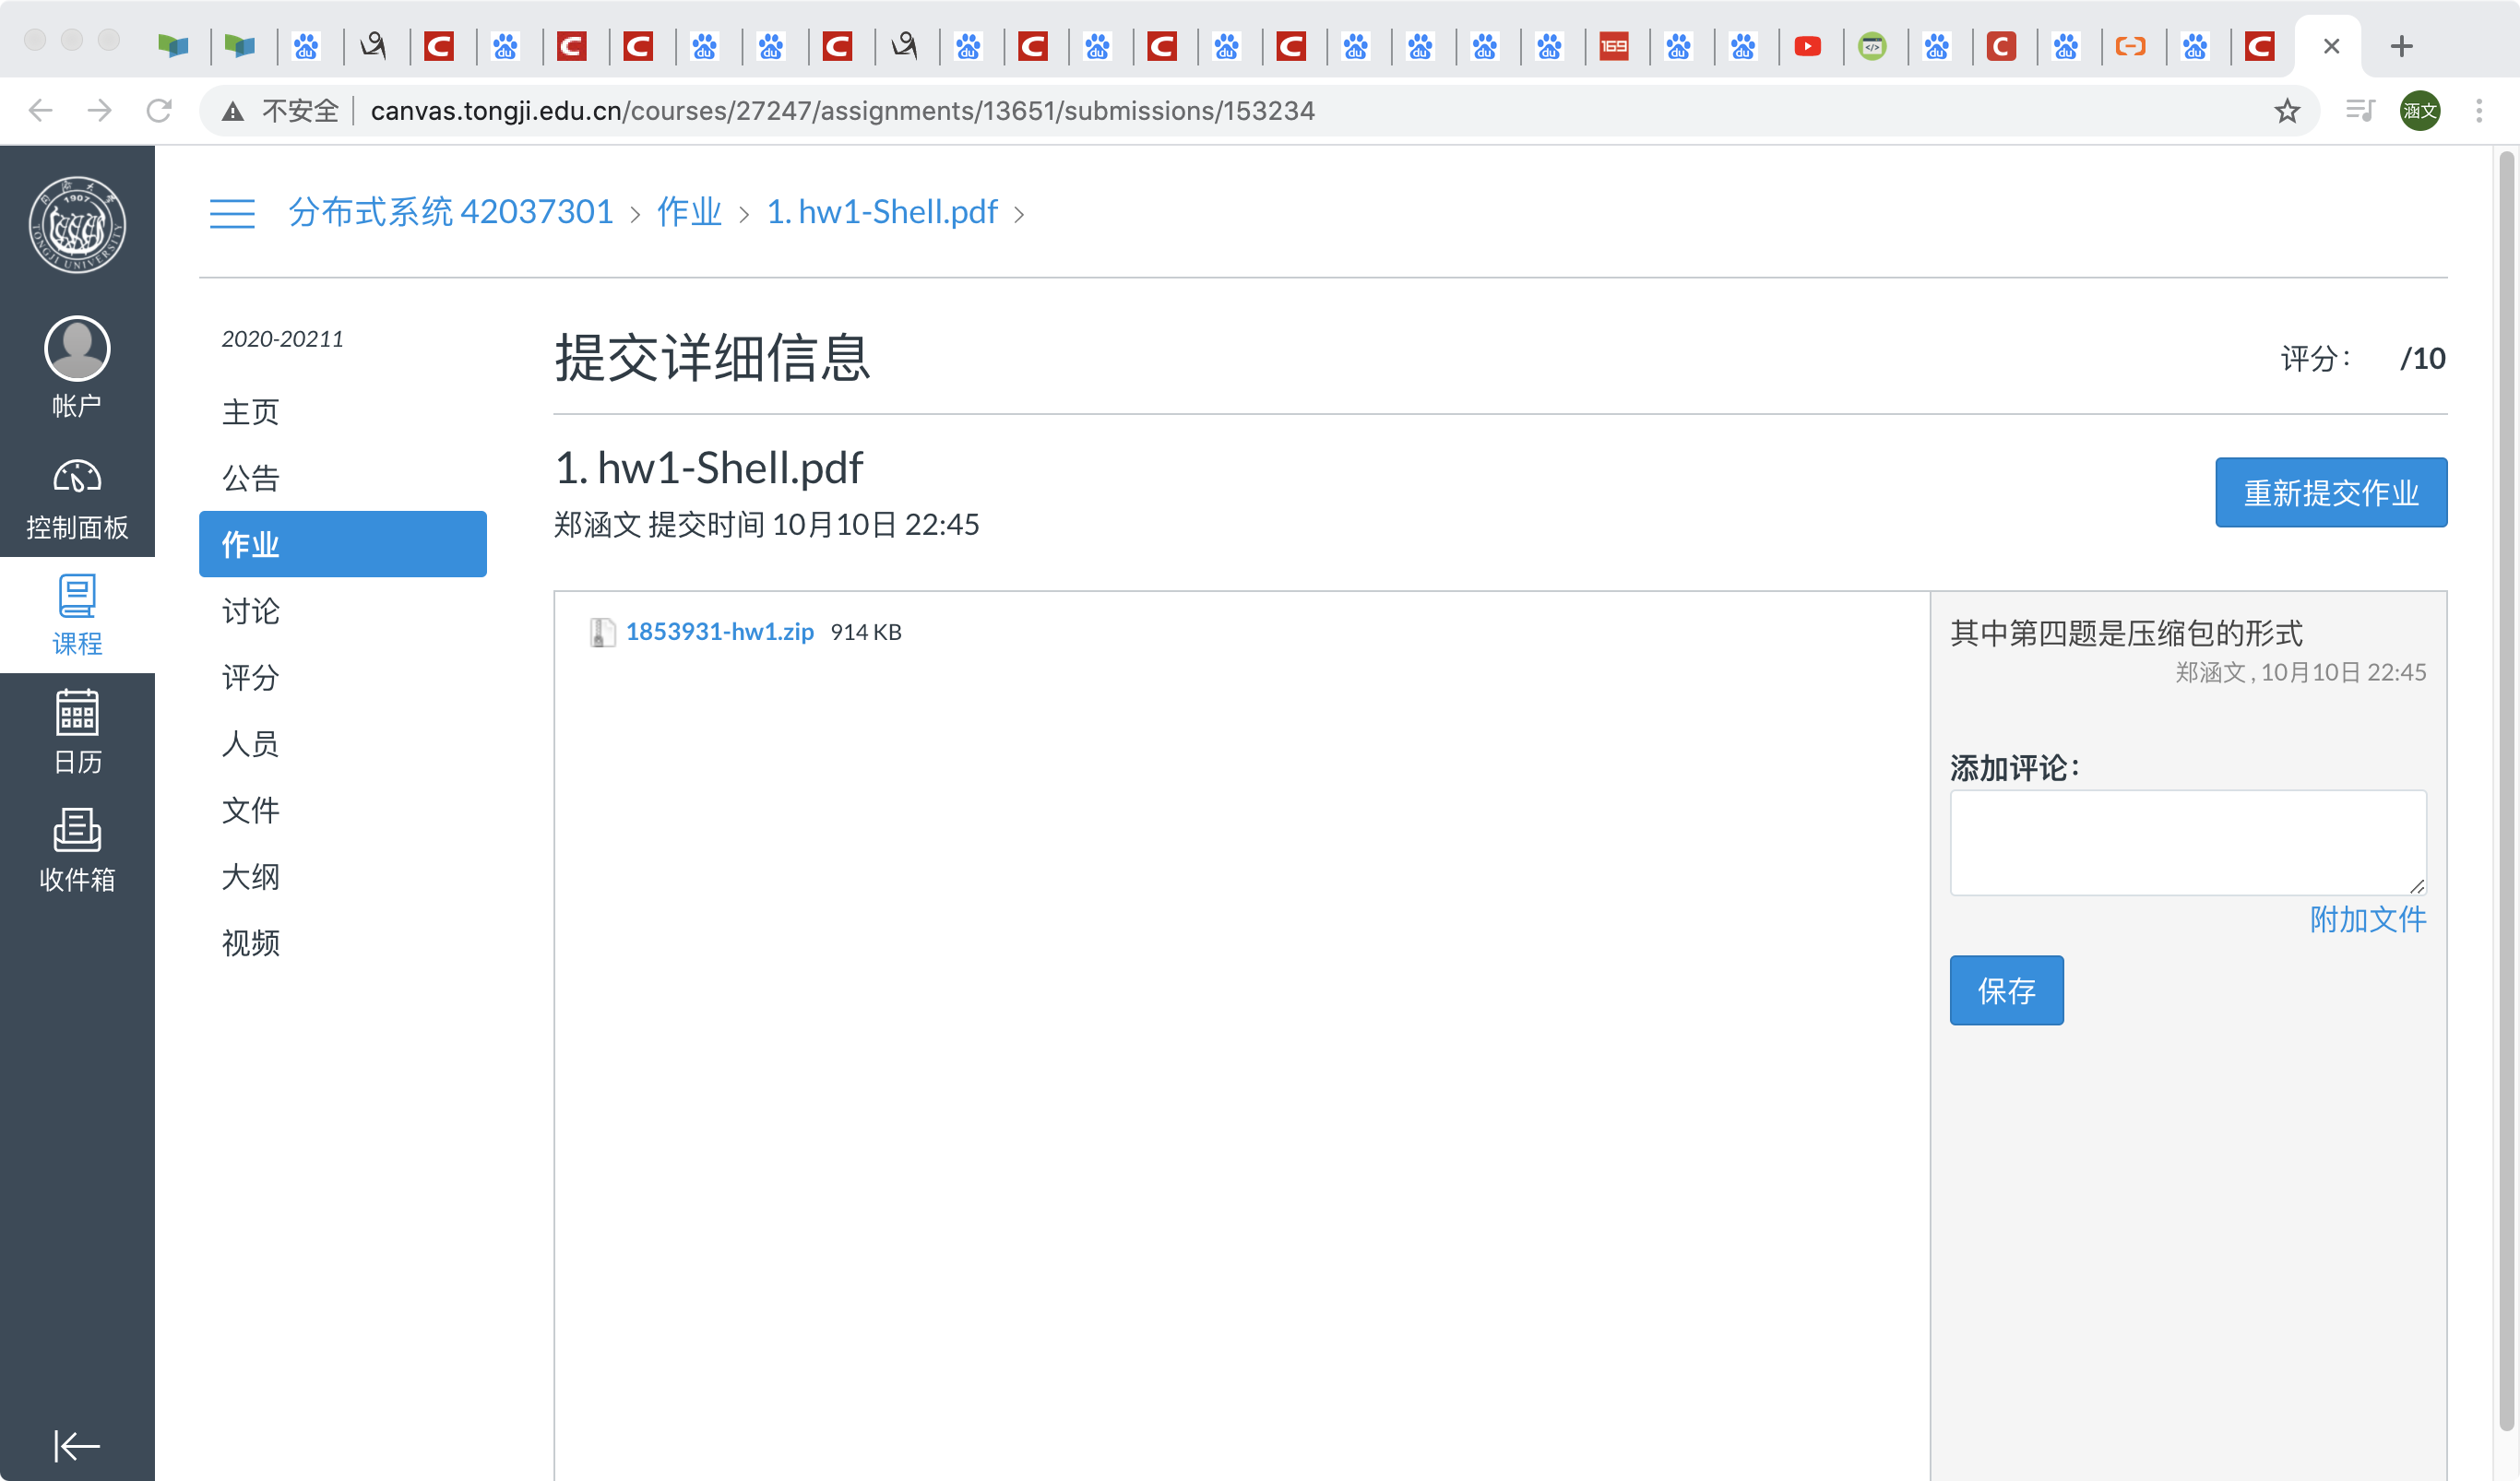 不安全
canvas.tongji.edu.cn/courses/27247/assignments/13651/submissions/153234
涵文
1907
TONGJI UNIVERSITY
帐户
控制面板
课程
日历
收件箱
分布式系统 42037301 › 作业 › 1. hw1-Shell.pdf ›
2020-20211
主页
公告
作业
讨论
评分
人员
文件
大纲
视频
提交详细信息
评分： /10
1. hw1-Shell.pdf
郑涵文 提交时间 10月10日 22:45
重新提交作业
1853931-hw1.zip 914 KB
其中第四题是压缩包的形式
郑涵文 , 10月10日 22:45
添加评论：
附加文件
保存